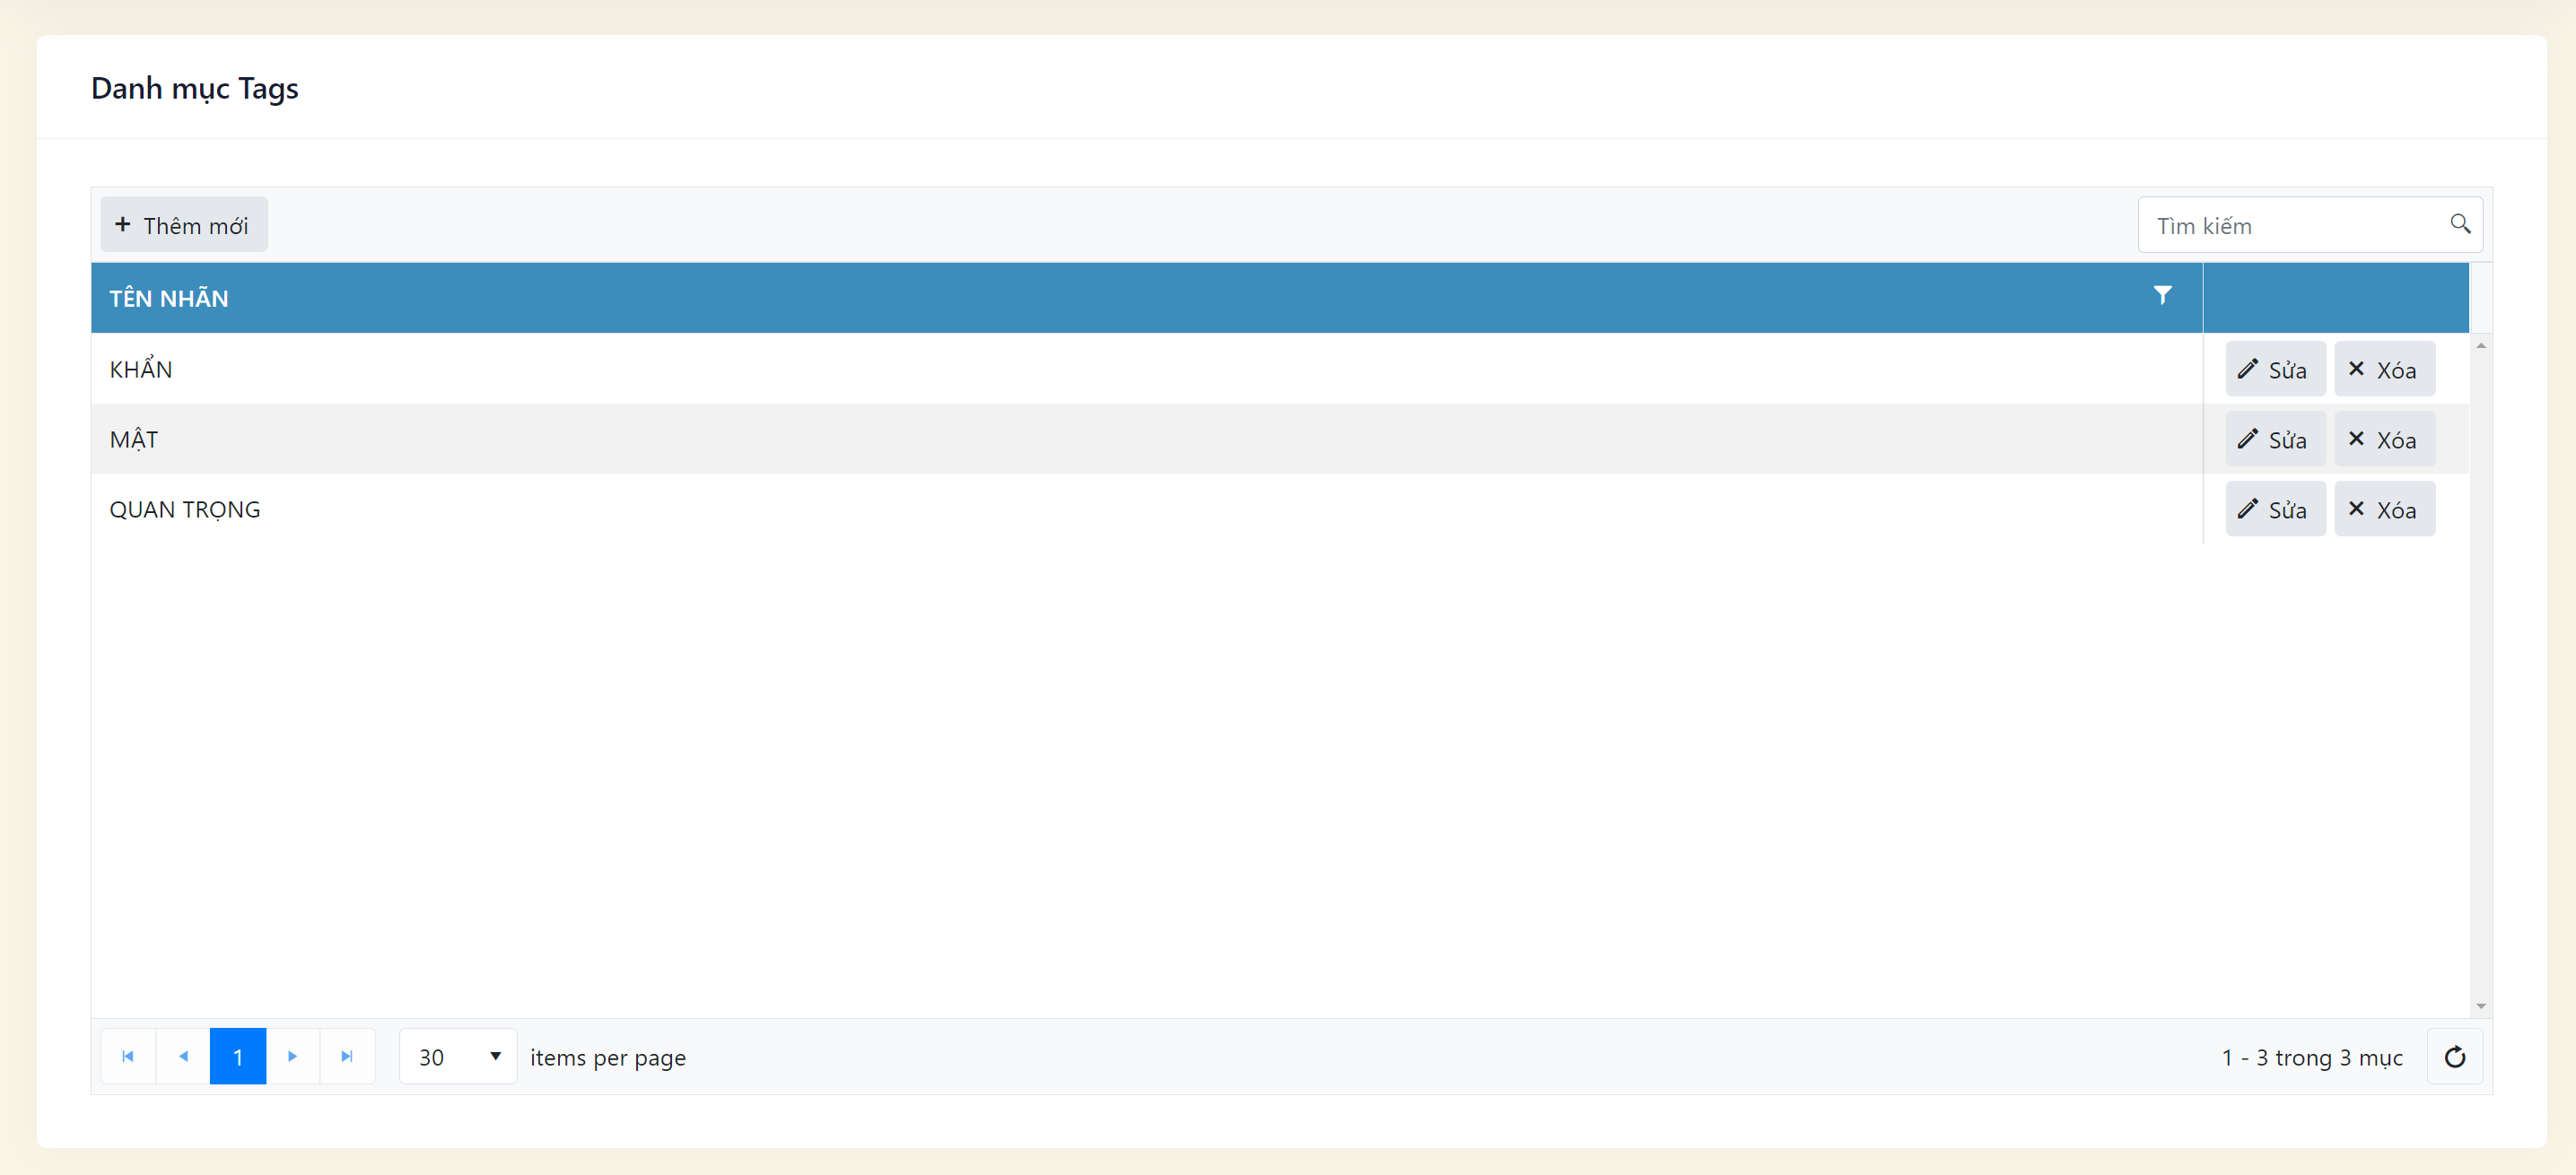 Danh mục Tags
Thêm mới
Tìm kiếm
TÊN NHÃN
KHẨN Sửa Xóa
MẬT Sửa Xóa
QUAN TRỌNG Sửa Xóa
1 30 items per page 1 - 3 trong 3 mục